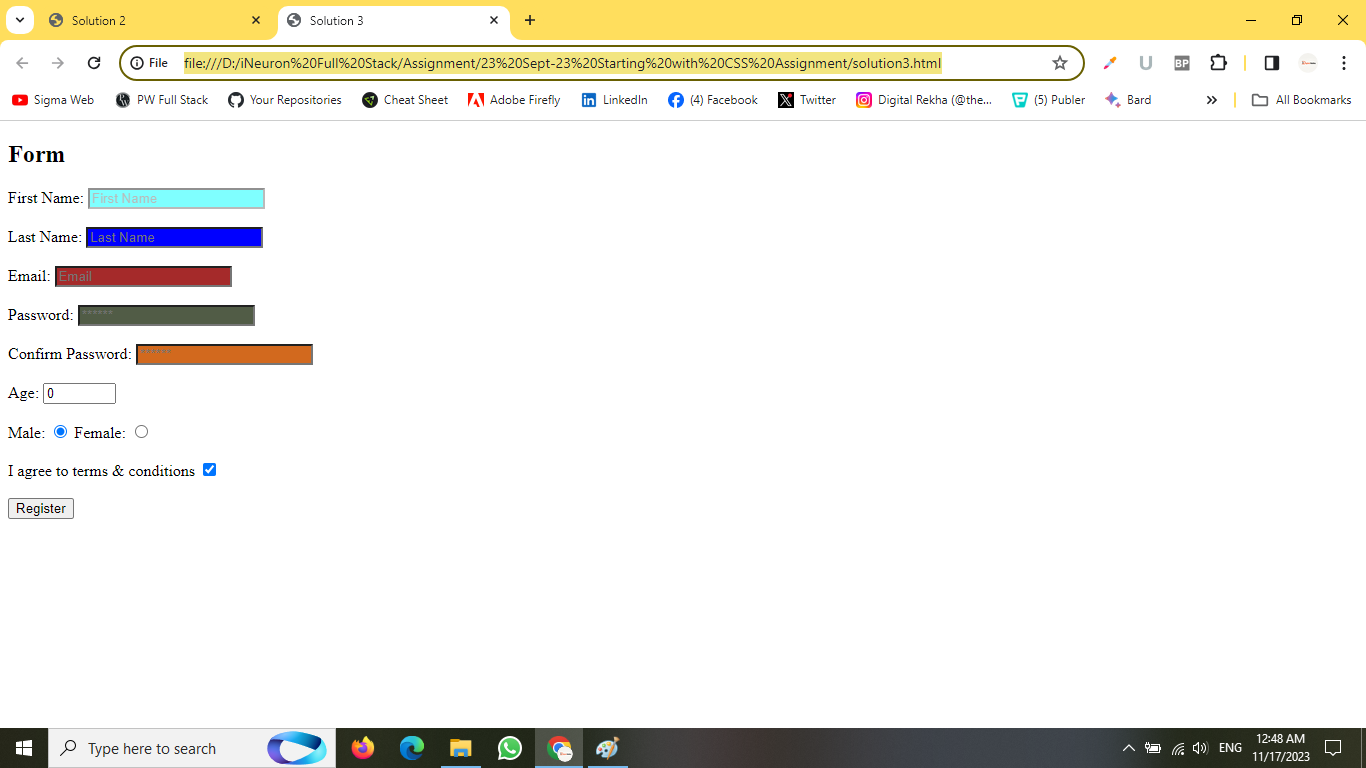 Solution 2
Solution 3
File file:///D:/iNeuron%20Full%20Stack/Assignment/23%20Sept-23%20Starting%20with%20CSS%20Assignment/solution3.html U BP
Sigma Web PW Full Stack Your Repositories Cheat Sheet Adobe Firefly LinkedIn (4) Facebook Twitter Digital Rekha (@the... (5) Publer Bard » All Bookmarks
Form
First Name: First Name
Last Name: Last Name
Email: Email
Password: ******
Confirm Password: ******
Age: 0
Male: Female:
I agree to terms & conditions
Register
Type here to search
ENG
12:48 AM
11/17/2023